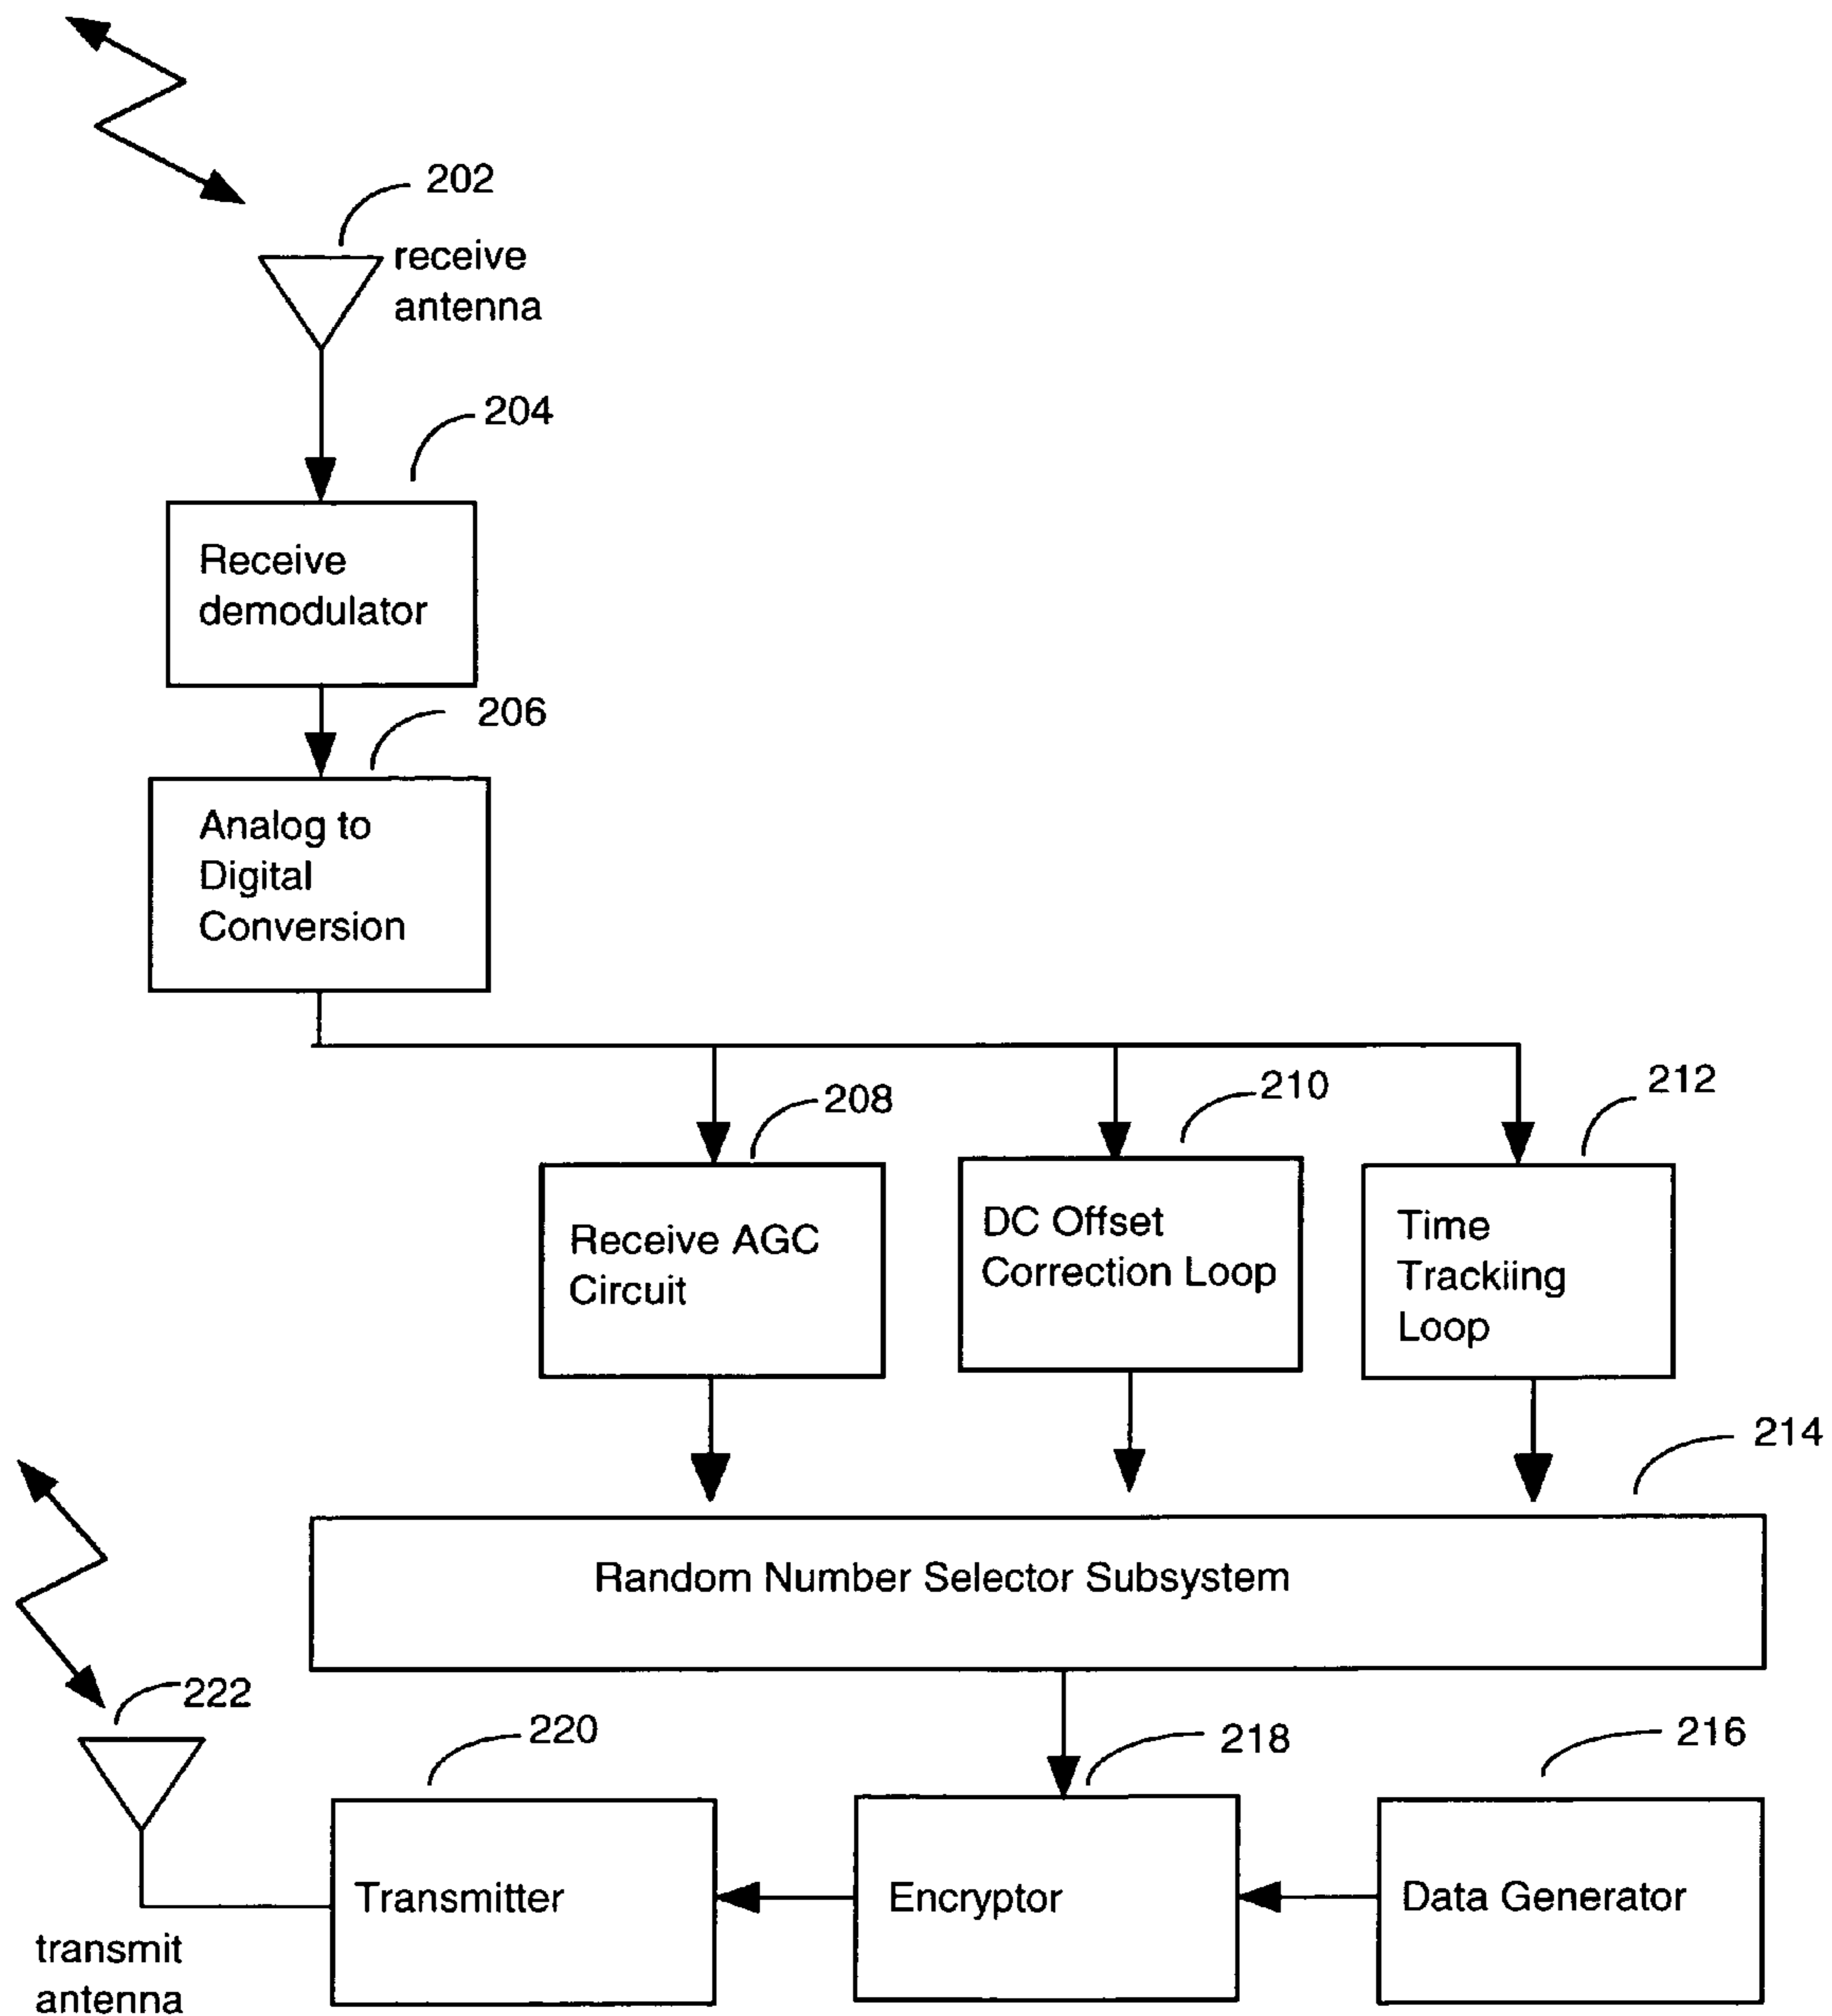 202
receive
antenna
204
Receive
demodulator
206
Analog to
Digital
Conversion
208
210
212
Receive AGC
Circuit
DC Offset
Correction Loop
Time
Trackiing
Loop
214
Random Number Selector Subsystem
222
220
218
216
Transmitter
Encryptor
Data Generator
transmit
antenna